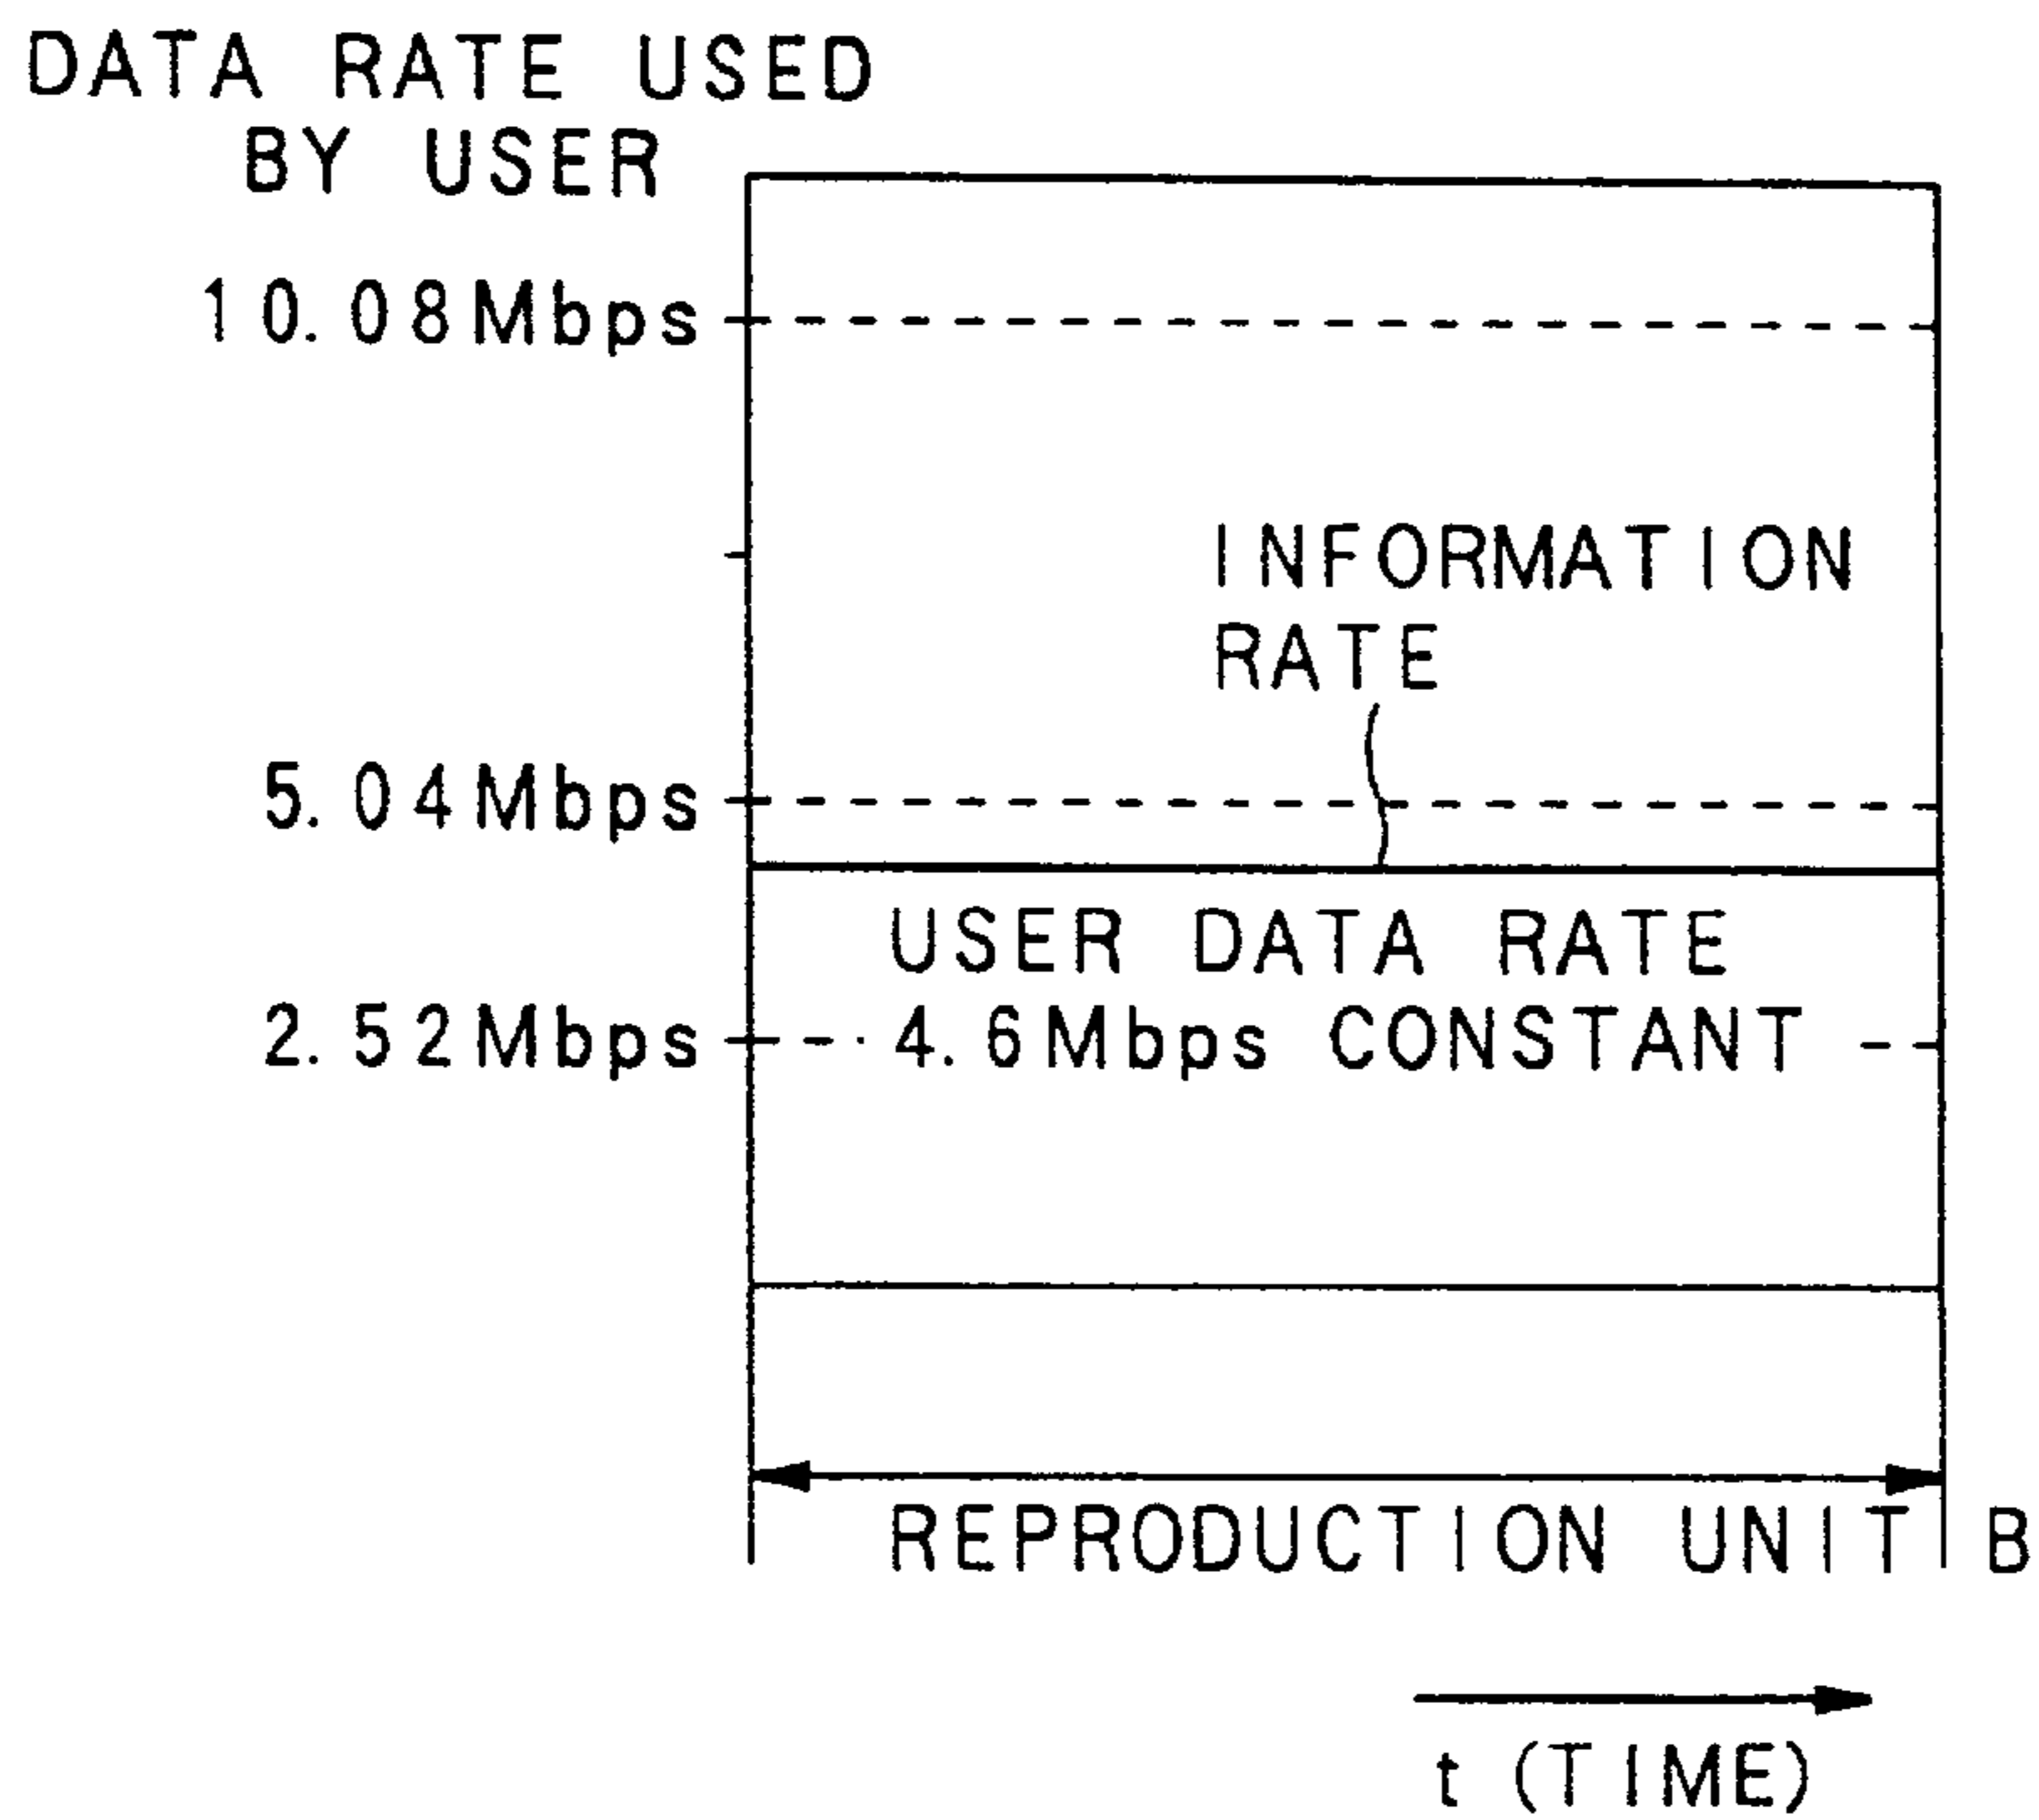 DATA RATE USED
BY USER
10.08Mbps
INFORMATION
RATE
5.04Mbps
USER DATA RATE
2.52Mbps
4.6Mbps CONSTANT
REPRODUCTION UNIT B
t (TIME)